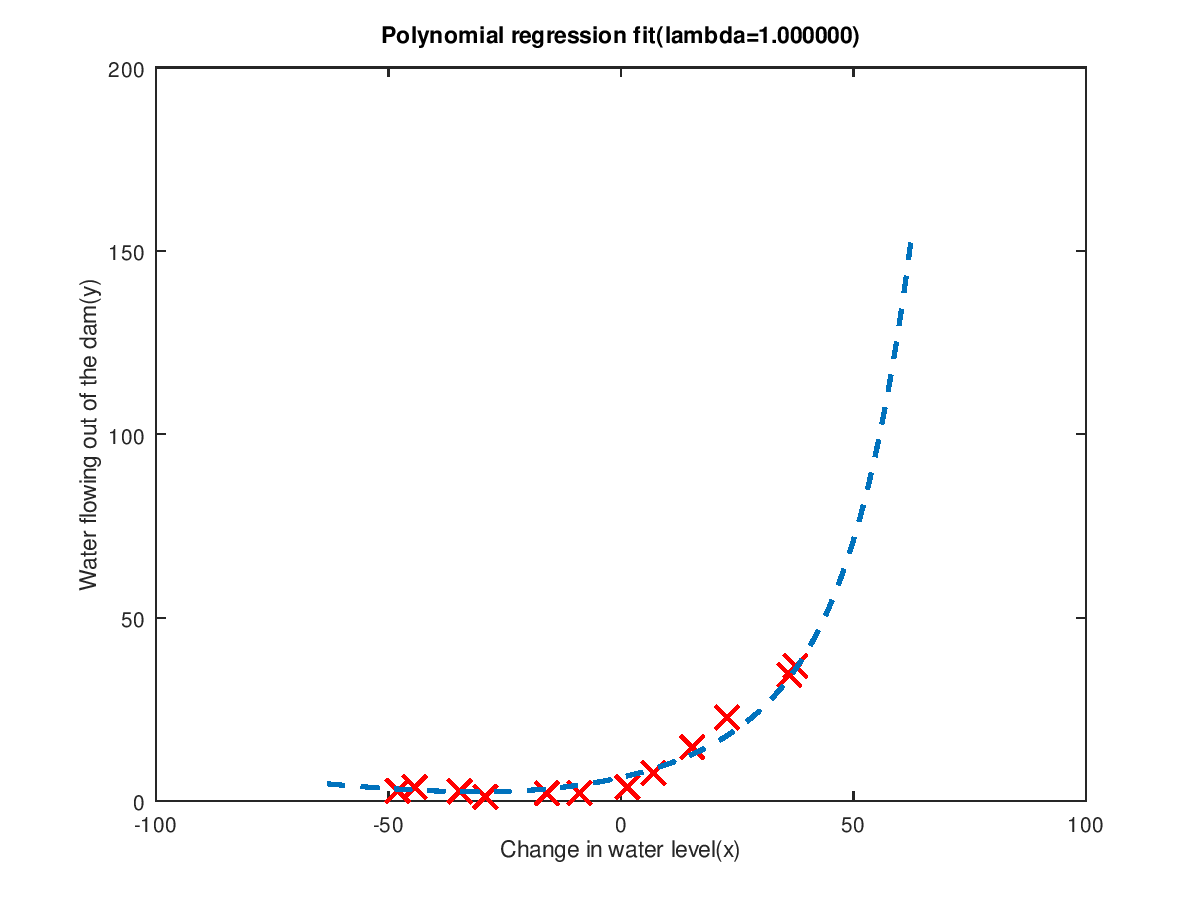 Polynomial regression fit(lambda=1.000000)
200
150
100
50
0
Water flowing out of the dam(y)
-100 -50 0 50 100
Change in water level(x)